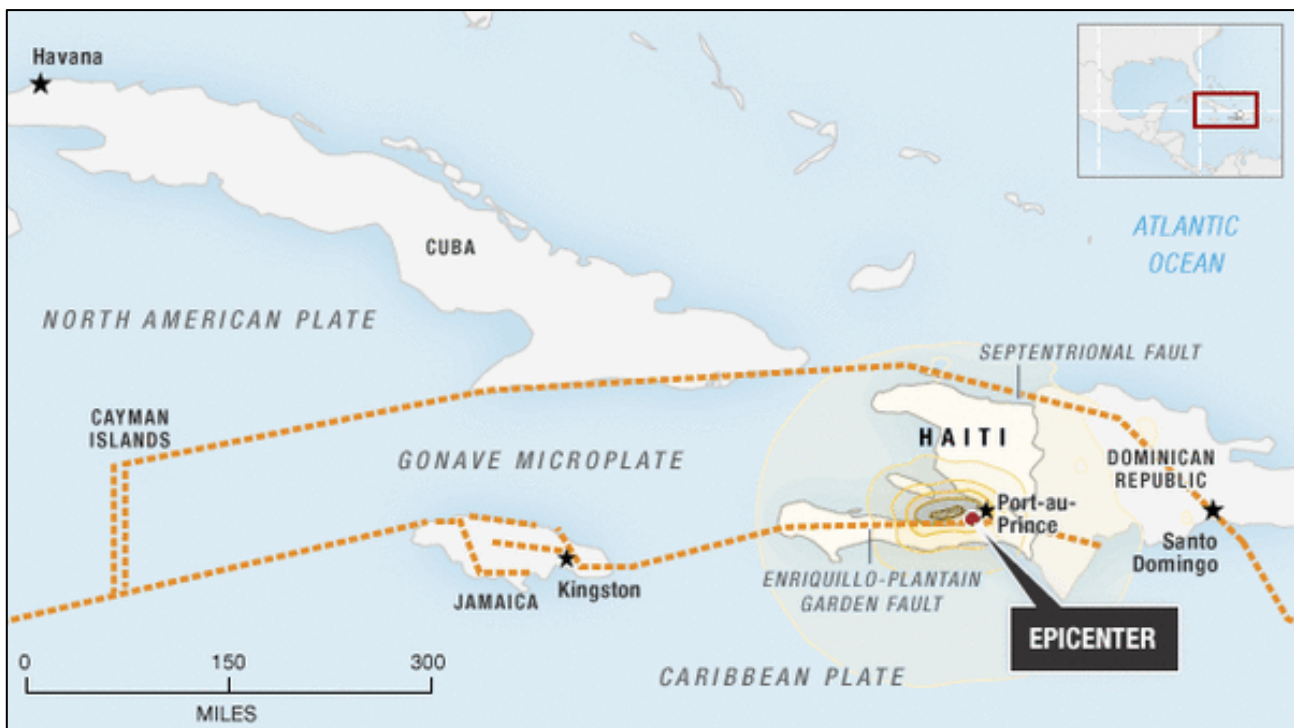 Havana
CUBA
ATLANTIC
OCEAN
NORTH AMERICAN PLATE
SEPTENTRIONAL FAULT
CAYMAN
ISLANDS
HAITI
GONAVE MICROPLATE
DOMINICAN
REPUBLIC
Port-au-
Prince
Santo
Domingo
ENRIQUILLO-PLANTAIN
GARDEN FAULT
JAMAICA
Kingston
EPICENTER
CARIBBEAN PLATE
0 150 300
MILES